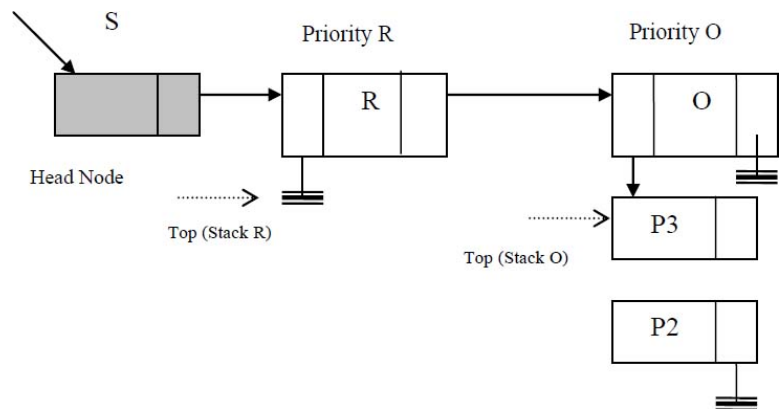 S
Priority R
Priority O
R
O
Head Node
Top (Stack R)
P3
Top (Stack O)
P2